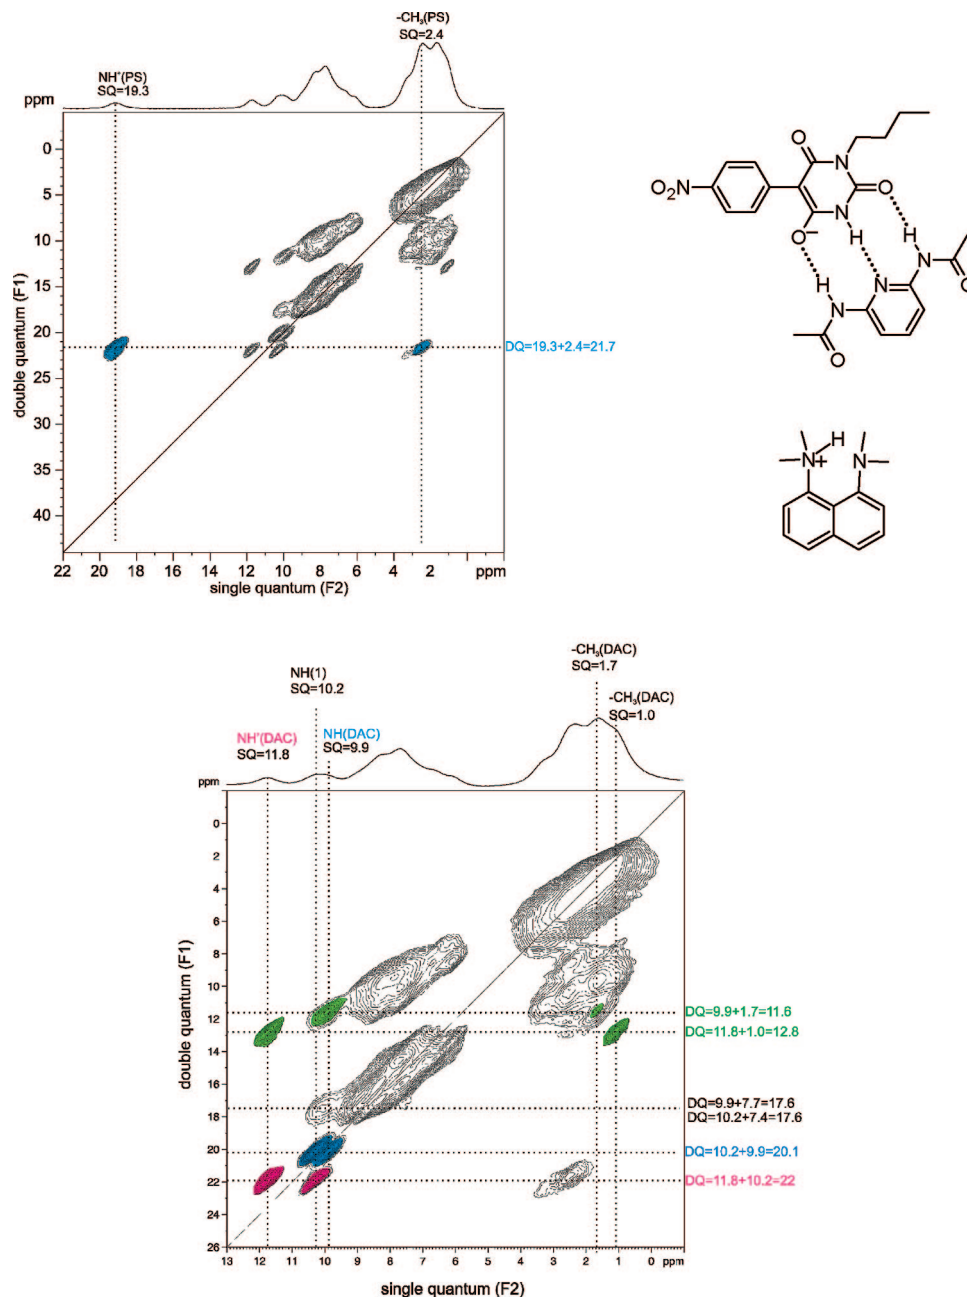 -CH₃(PS)
SQ=2.4
NH⁺(PS)
SQ=19.3
ppm
0
5
10
15
20
25
30
35
40
double quantum (F1)
DQ=19.3+2.4=21.7
22 20 18 16 14 12 10 8 6 4 2 ppm
single quantum (F2)
O
N
NO₂
O
NH
H
O⁻
H
H
N
N
N
O
O
H
N
+
N
-CH₃(DAC)
SQ=1.7
NH(1)
SQ=10.2
-CH₃(DAC)
SQ=1.0
NH'(DAC)
SQ=11.8
NH(DAC)
SQ=9.9
ppm
0
2
4
6
8
10
12
14
16
18
20
22
24
26
double quantum (F1)
DQ=9.9+1.7=11.6
DQ=11.8+1.0=12.8
DQ=9.9+7.7=17.6
DQ=10.2+7.4=17.6
DQ=10.2+9.9=20.1
DQ=11.8+10.2=22
13 12 11 10 9 8 7 6 5 4 3 2 1 0 ppm
single quantum (F2)